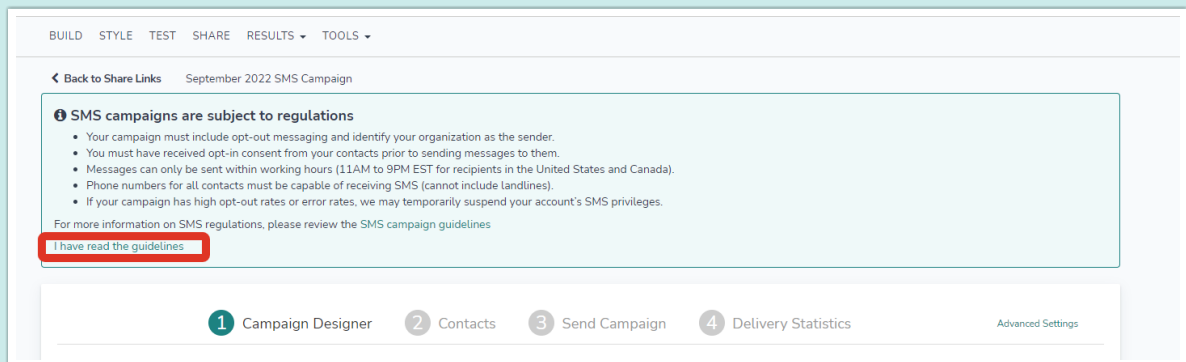 BUILD STYLE TEST SHARE RESULTS TOOLS
Back to Share Links September 2022 SMS Campaign
SMS campaigns are subject to regulations
• Your campaign must include opt-out messaging and identify your organization as the sender.
• You must have received opt-in consent from your contacts prior to sending messages to them.
• Messages can only be sent within working hours (11AM to 9PM EST for recipients in the United States and Canada).
• Phone numbers for all contacts must be capable of receiving SMS (cannot include landlines).
• If your campaign has high opt-out rates or error rates, we may temporarily suspend your account's SMS privileges.
For more information on SMS regulations, please review the SMS campaign guidelines
I have read the guidelines
1 Campaign Designer 2 Contacts 3 Send Campaign 4 Delivery Statistics Advanced Settings